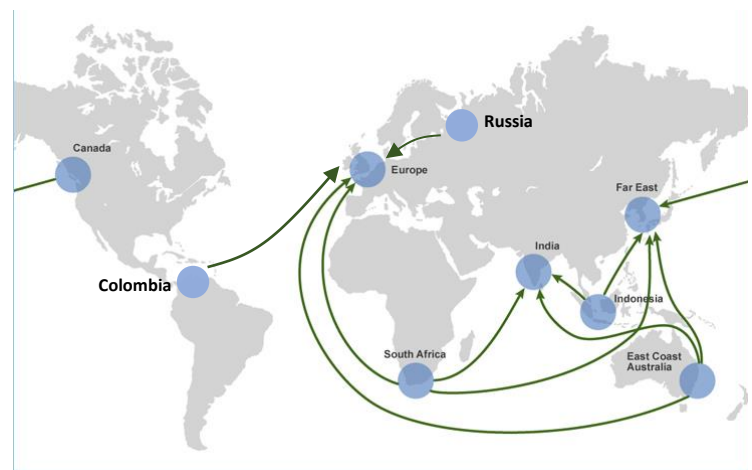 Russia
Canada
Europe
Far East
India
Colombia
Indonesia
South Africa
East Coast
Australia